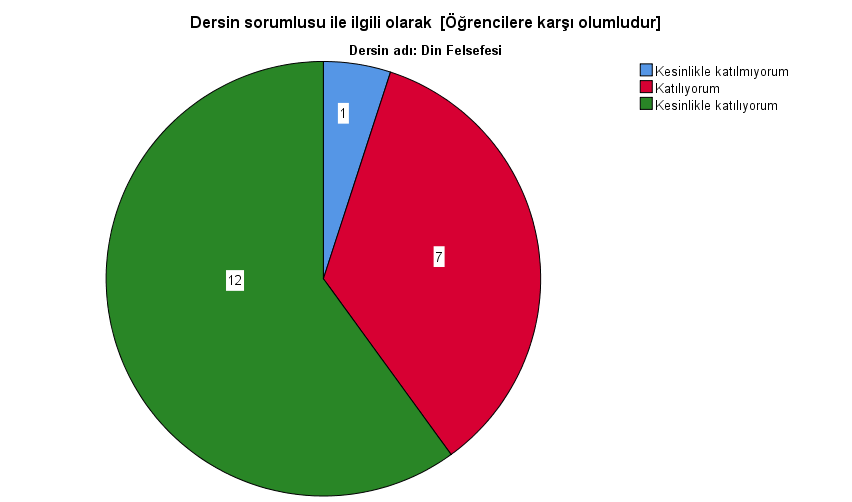 Dersin sorumlusu ile ilgili olarak [Öğrencilere karşı olumludur]
Dersin adı: Din Felsefesi
Kesinlikle katılmıyorum
Katılıyorum
Kesinlikle katılıyorum
1
7
12